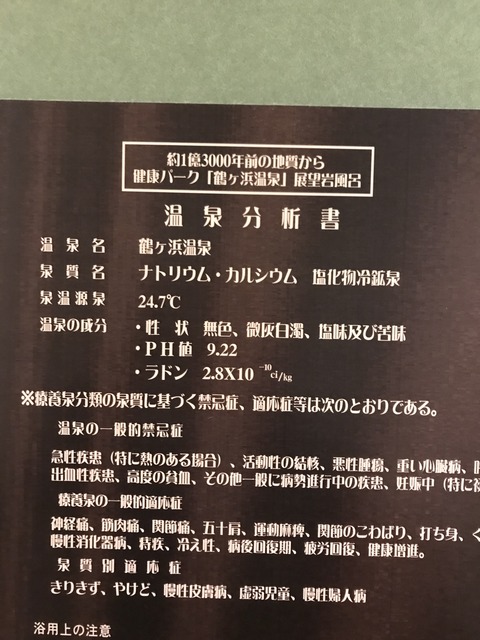 約1億3000年前の地質から
健康パーク「鶴ヶ浜温泉」展望岩風呂
温泉分析書
温泉名 鶴ヶ浜温泉
泉質名 ナトリウム・カルシウム 塩化物冷鉱泉
泉温源泉 24.7℃
温泉の成分 ・性 状 無色、微灰白濁、塩味及び苦味
・PH値 9.22
・ラドン 2.8X10 -10 ci/kg
※療養泉分類の泉質に基づく禁忌症、適応症等は次のとおりである。
温泉の一般的禁忌症
急性疾患（特に熱のある場合）、活動性の結核、悪性腫瘍、重い心臓病、
出血性疾患、高度の貧血、その他一般に病勢進行中の疾患、妊娠中（特に
療養泉の一般的適応症
神経痛、筋肉痛、関節痛、五十肩、運動麻痺、関節のこわばり、打ち身、
慢性消化器病、痔疾、冷え性、病後回復期、疲労回復、健康増進。
泉質別適応症
きりきず、やけど、慢性皮膚病、虚弱児童、慢性婦人病
浴用上の注意